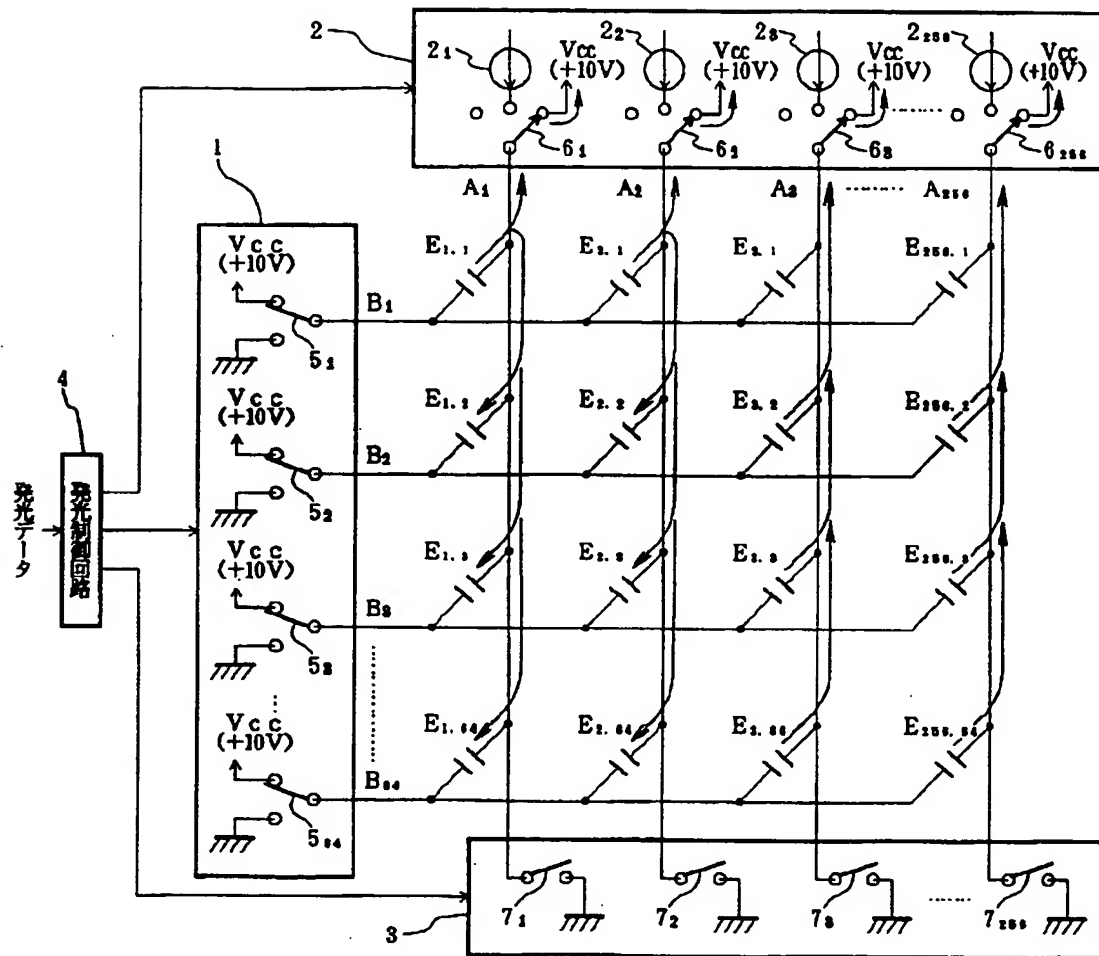 2
2₁
2₂
2₃
2₂₅₆
Vcc
(+10V)
Vcc
(+10V)
Vcc
(+10V)
Vcc
(+10V)
6₁
6₂
6₃
6₂₅₆
1
A₁
A₂
A₃
A₂₅₆
Vcc
(+10V)
E₁.₁
E₂.₁
E₃.₁
E₂₅₆.₁
B₁
5₁
4
Vcc
(+10V)
E₁.₂
E₂.₂
E₃.₂
E₂₅₆.₂
B₂
5₂
発光データ
発光制御回路
Vcc
(+10V)
E₁.₃
E₂.₃
E₃.₃
E₂₅₆.₃
B₃
5₃
Vcc
(+10V)
E₁.₆₄
E₂.₆₄
E₃.₆₄
E₂₅₆.₆₄
B₆₄
5₆₄
3
7₁
7₂
7₃
7₂₅₆